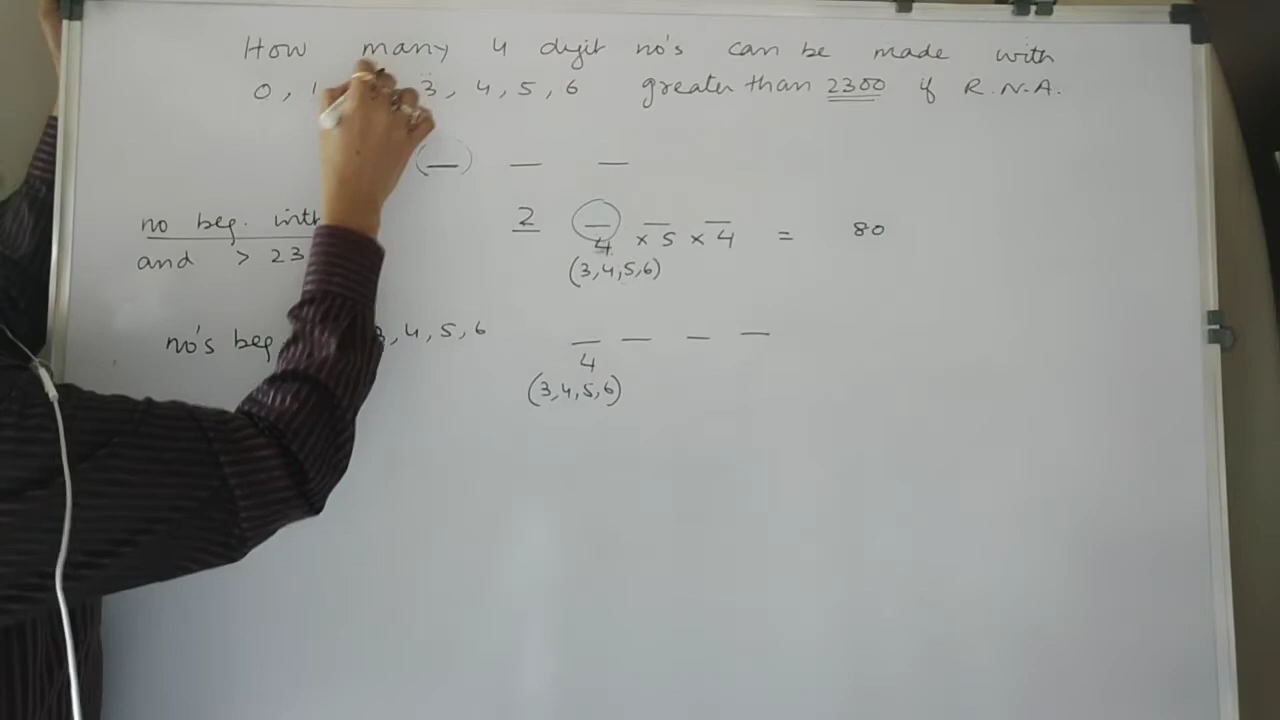 How many 4 digit no's can be made with
0, 1 3, 4, 5, 6 greater than 2300 if R.N.A.
(_) _ _
no beg. with 2 _ _ _
4 × 5 × 4 = 80
and > 23 (3,4,5,6)
no's beg 3, 4, 5, 6 _ _ _ _
4
(3,4,5,6)